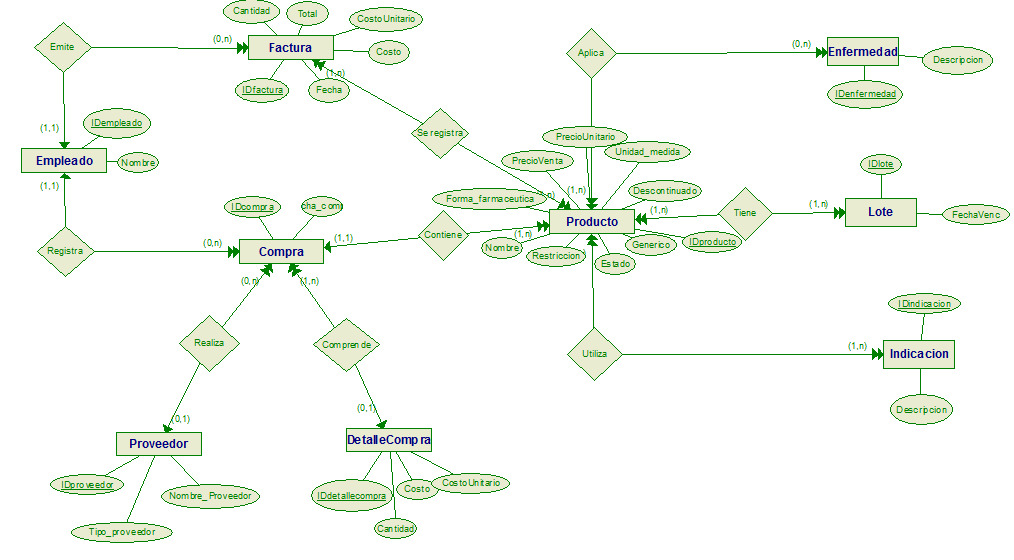 Cantidad
Total
CostoUnitario
Emite
(0,n)
Factura
Costo
IDfactura
(1,n)
Fecha
Aplica
(0,n)
Enfermedad
Descripcion
IDenfermedad
(1,1)
IDempleado
Empleado
Nombre
(1,1)
Se registra
PrecioUnitario
PrecioVenta
Unidad_medida
IDlote
Forma_farmaceutica
(1,n)
Descontinuado
IDcompra
Producto
(1,n)
Tiene
(1,n)
Lote
FechaVenc
Registra
(0,n)
Compra
(1,1)
Contiene
(1,n)
Nombre
Restriccion
Estado
Generico
IDproducto
(0,n)
(1,n)
IDindicacion
Realiza
Comprende
Utiliza
(1,n)
Indicacion
(0,1)
(0,1)
Descripcion
Proveedor
DetalleCompra
IDproveedor
Nombre_Proveedor
Tipo_proveedor
IDdetallecompra
Costo
CostoUnitario
Cantidad